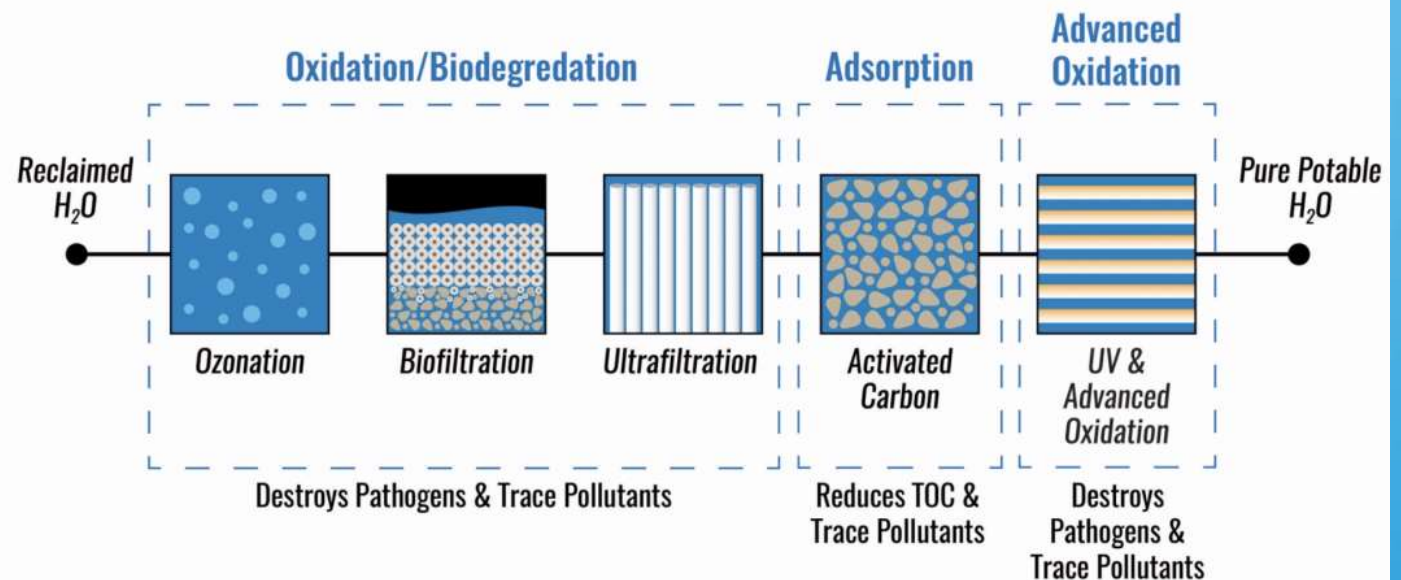 Oxidation/Biodegredation
Adsorption
Advanced
Oxidation
Reclaimed
H₂O
Pure Potable
H₂O
Ozonation
Biofiltration
Ultrafiltration
Activated
Carbon
UV &
Advanced
Oxidation
Destroys Pathogens & Trace Pollutants
Reduces TOC &
Trace Pollutants
Destroys
Pathogens &
Trace Pollutants